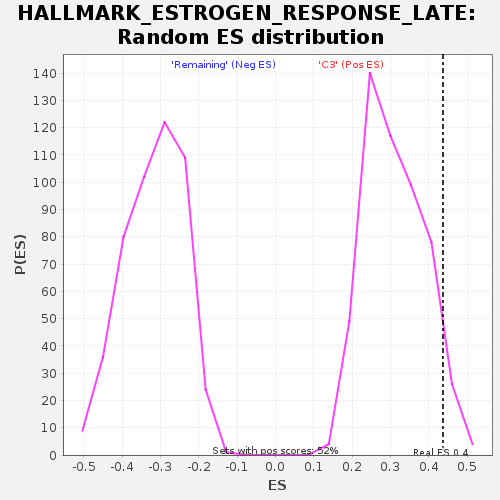 HALLMARK_ESTROGEN_RESPONSE_LATE:
Random ES distribution
'Remaining' (Neg ES) 'C3' (Pos ES)
140
130
120
110
100
90
80
70
60
50
40
30
20
10
0
P(ES)
Sets with pos scores: 52%
Real ES 0.4
-0.5 -0.4 -0.3 -0.2 -0.1 0.0 0.1 0.2 0.3 0.4 0.5
ES